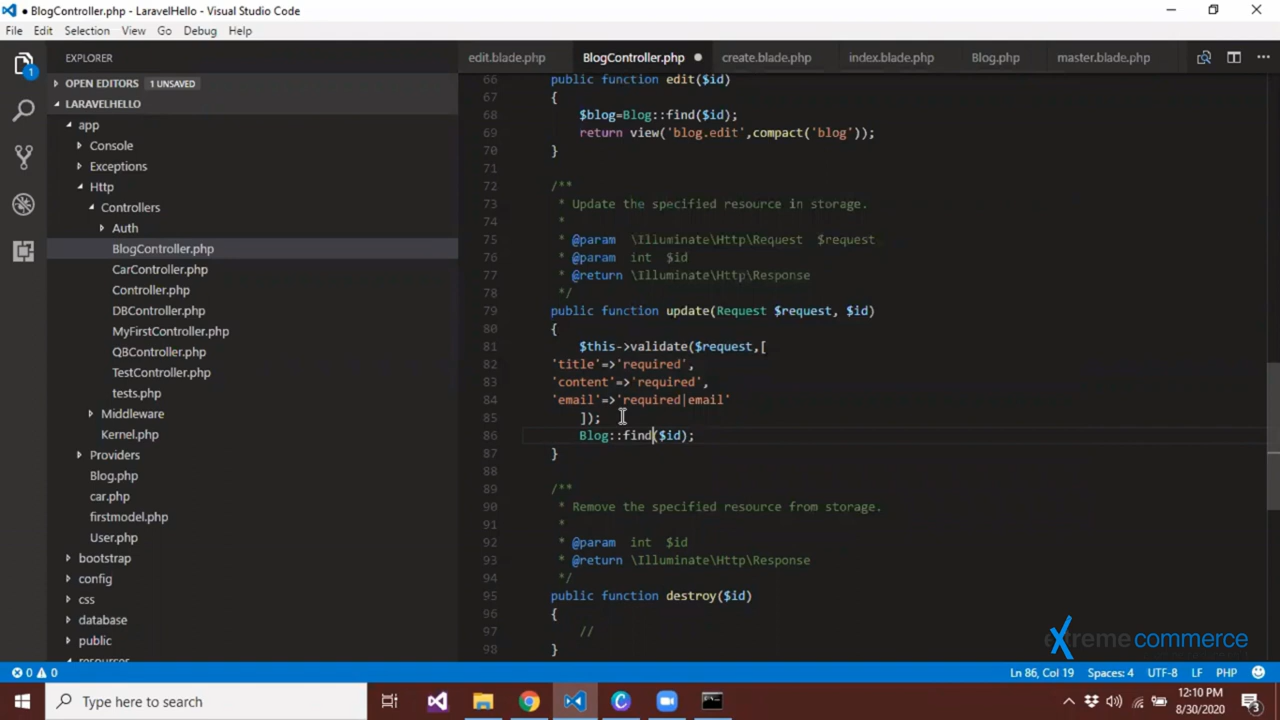 BlogController.php - LaravelHello - Visual Studio Code
File Edit Selection View Go Debug Help
EXPLORER
OPEN EDITORS 1 UNSAVED
LARAVELHELLO
app
Console
Exceptions
Http
Controllers
Auth
BlogController.php
CarController.php
Controller.php
DBController.php
MyFirstController.php
QBController.php
TestController.php
tests.php
Middleware
Kernel.php
Providers
Blog.php
car.php
firstmodel.php
User.php
bootstrap
config
css
database
public
edit.blade.php BlogController.php create.blade.php index.blade.php Blog.php master.blade.php
66 public function edit($id)
67 {
68 $blog=Blog::find($id);
69 return view('blog.edit',compact('blog'));
70 }
71
72 /**
73 * Update the specified resource in storage.
74 *
75 * @param \Illuminate\Http\Request $request
76 * @param int $id
77 * @return \Illuminate\Http\Response
78 */
79 public function update(Request $request, $id)
80 {
81 $this->validate($request,[
82 'title'=>'required',
83 'content'=>'required',
84 'email'=>'required|email'
85 ]);
86 Blog::find($id);
87 }
88
89 /**
90 * Remove the specified resource from storage.
91 *
92 * @param int $id
93 * @return \Illuminate\Http\Response
94 */
95 public function destroy($id)
96 {
97 //
98 }
extreme commerce
0 0 Ln 86, Col 19 Spaces: 4 UTF-8 LF PHP
Type here to search
12:10 PM
8/30/2020